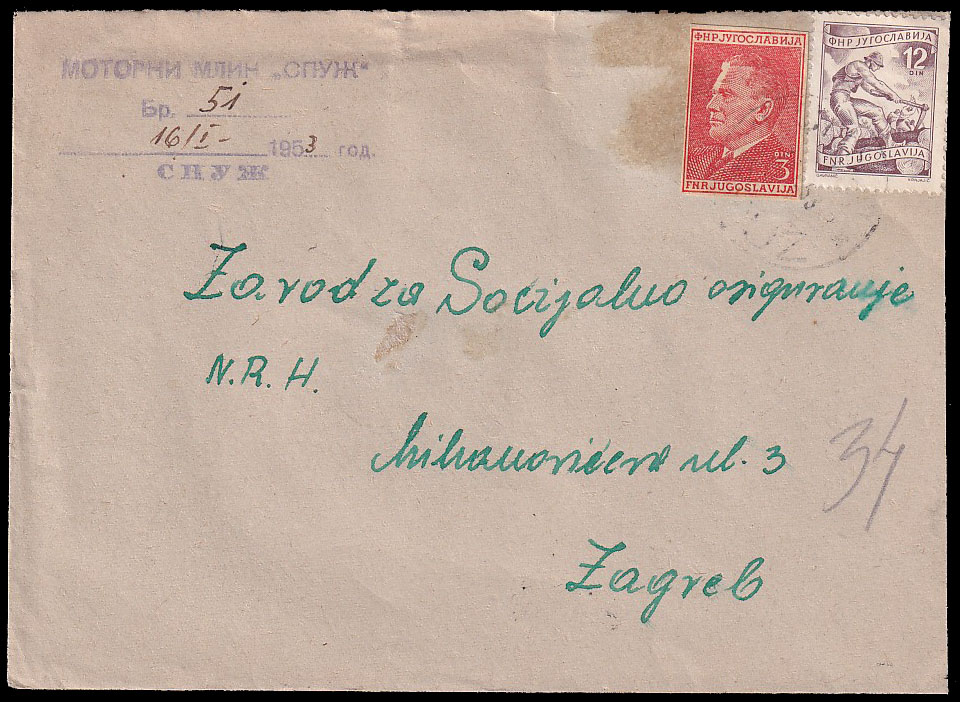 МОТОРНИ МЛИН „СПУЖ"
Бр. 51
16/I- 1953 год.
СПУЖ
ФНР ЈУГОСЛАВИЈА
DIN.
3
FNR JUGOSLAVIJA
ФНР ЈУГОСЛАВИЈА
12
DIN
FNR JUGOSLAVIJA
Zavod za Socijalno osiguranje
N.R.H.
Mihanovićeva ul. 3
34
Zagreb